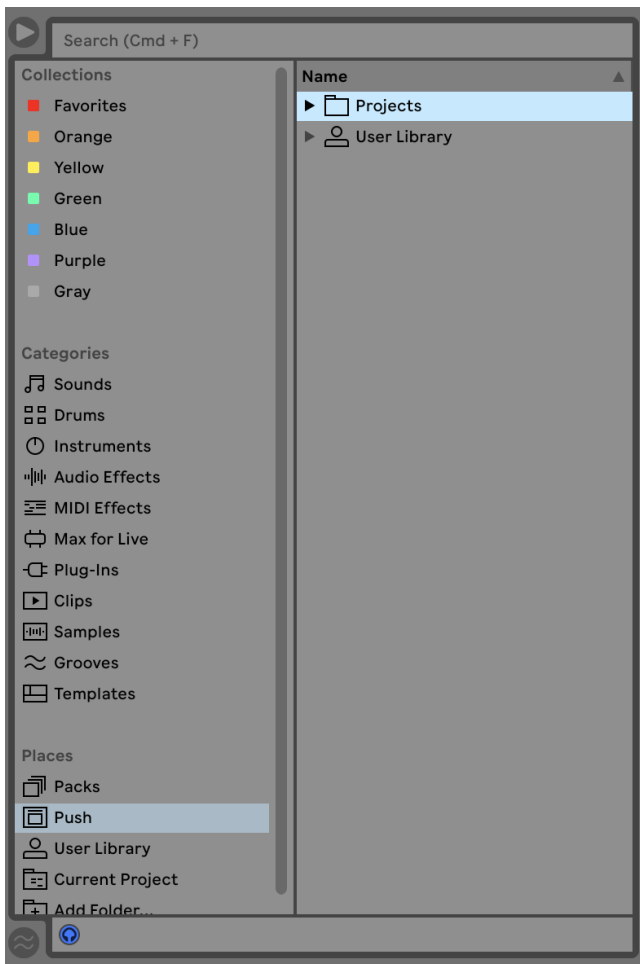 Search (Cmd + F)
Collections
Favorites
Orange
Yellow
Green
Blue
Purple
Gray
Categories
Sounds
Drums
Instruments
Audio Effects
MIDI Effects
Max for Live
Plug-Ins
Clips
Samples
Grooves
Templates
Places
Packs
Push
User Library
Current Project
Add Folder...
Name
Projects
User Library